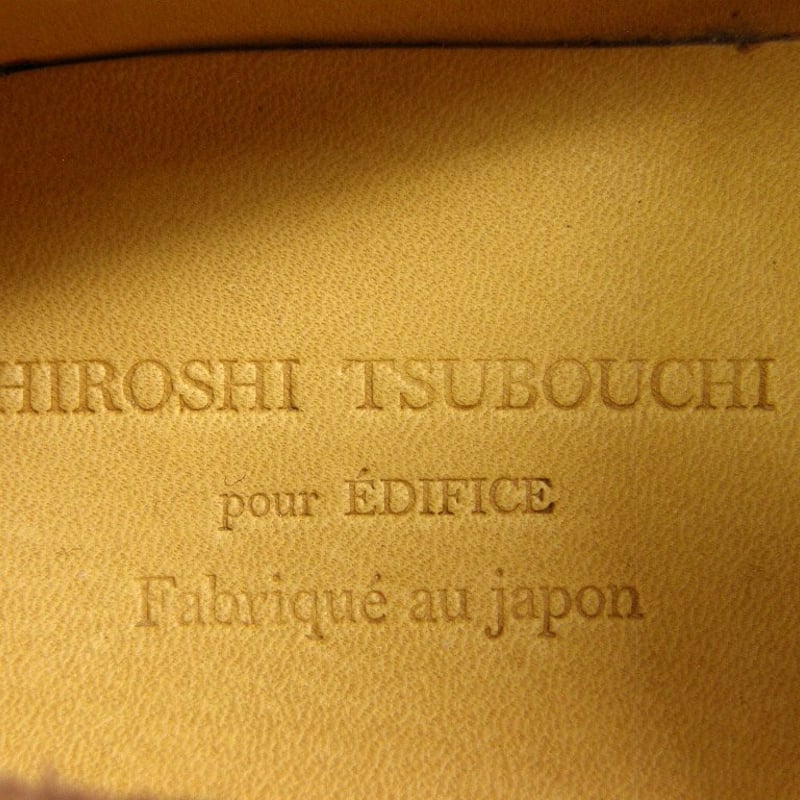 HIROSHI TSUBOUCHI
pour ÉDIFICE
Fabriqué au japon